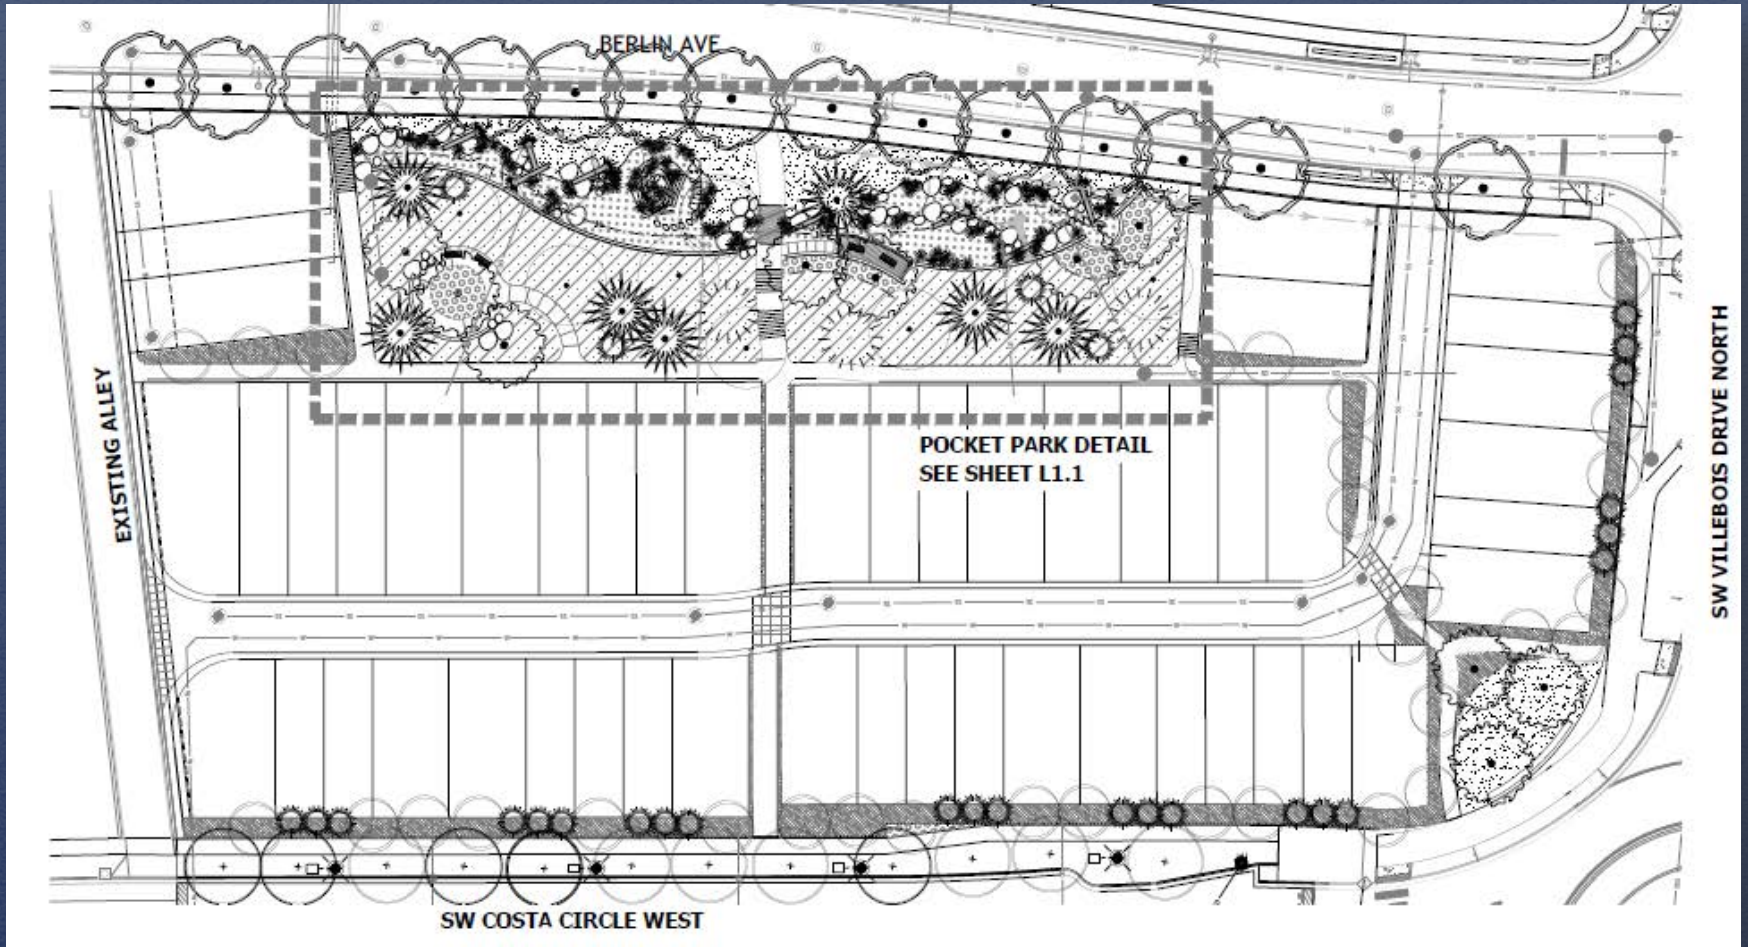 BERLIN AVE
POCKET PARK DETAIL
SEE SHEET L1.1
EXISTING ALLEY
SW VILLEBOIS DRIVE NORTH
SW COSTA CIRCLE WEST